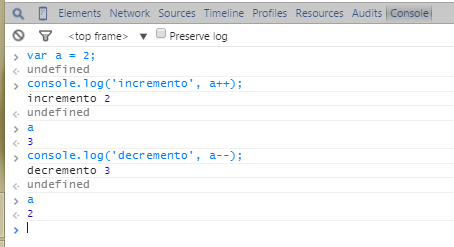 Elements Network Sources Timeline Profiles Resources Audits Console
<top frame> ▼ Preserve log
> var a = 2;
< undefined
> console.log('incremento', a++);
incremento 2
< undefined
> a
< 3
> console.log('decremento', a--);
decremento 3
< undefined
> a
< 2
>